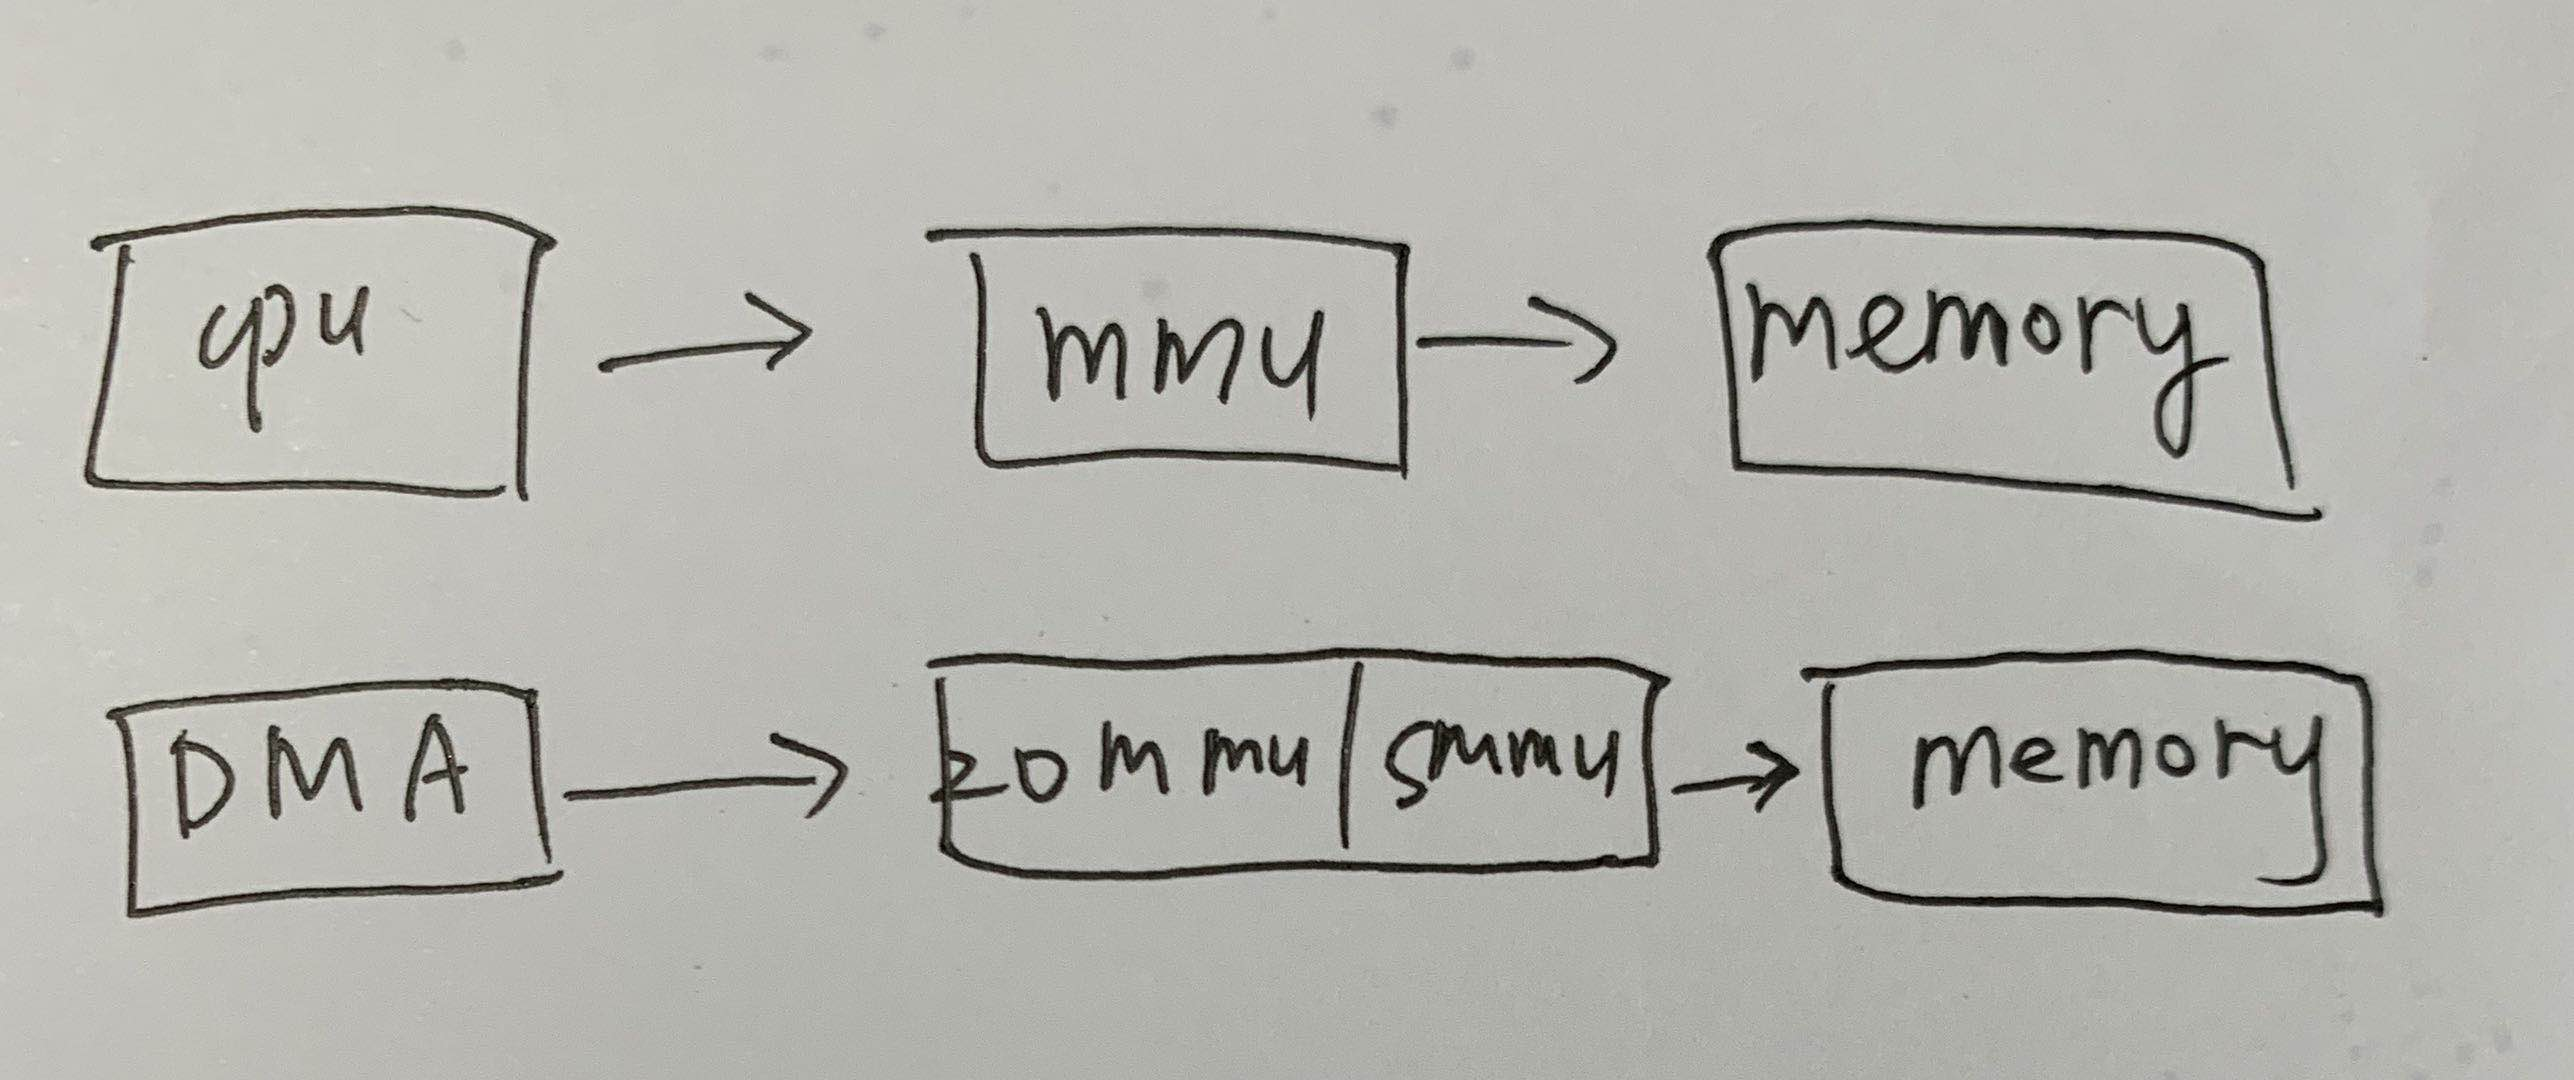 cpu → mmu → memory
DMA → IOmmu / smmu → memory